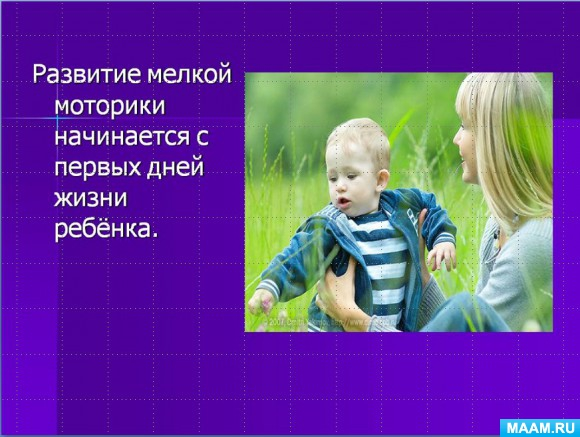 Развитие мелкой
моторики
начинается с
первых дней
жизни
ребёнка.
MAAM.RU